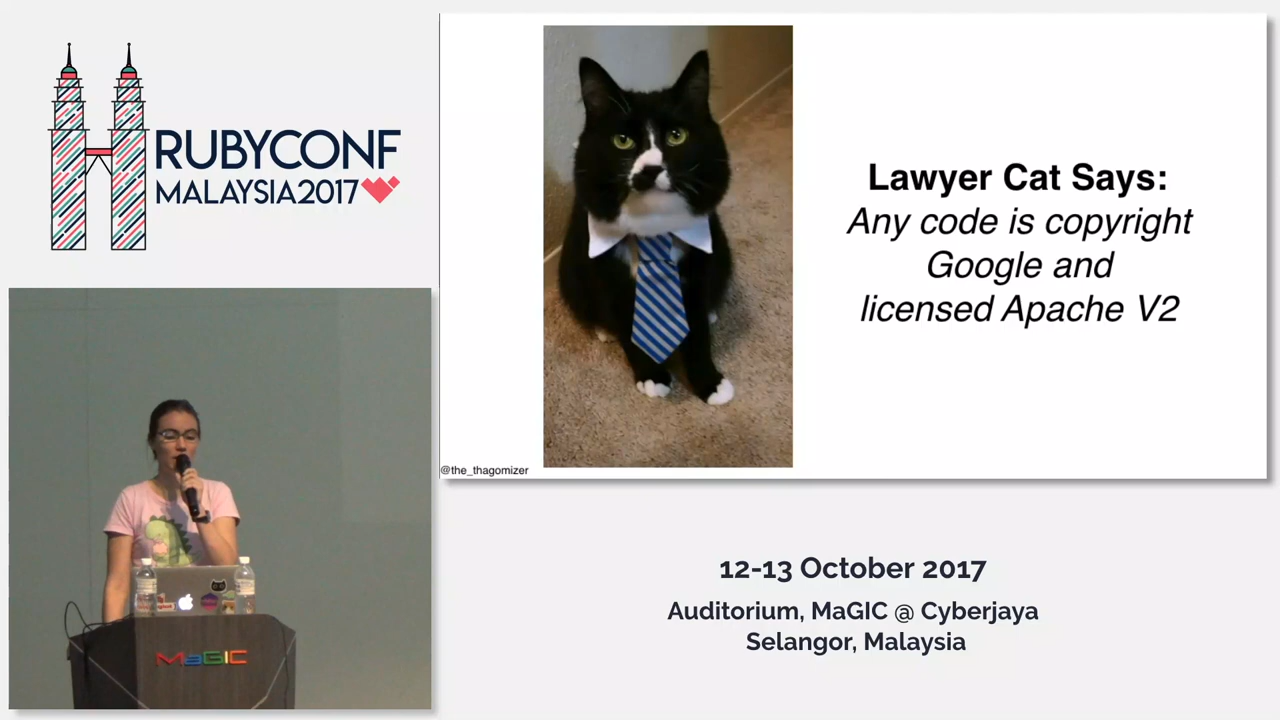 RUBYCONF
MALAYSIA2017
Lawyer Cat Says:
Any code is copyright
Google and
licensed Apache V2
@the_thagomizer
MaGIC
12-13 October 2017
Auditorium, MaGIC @ Cyberjaya
Selangor, Malaysia